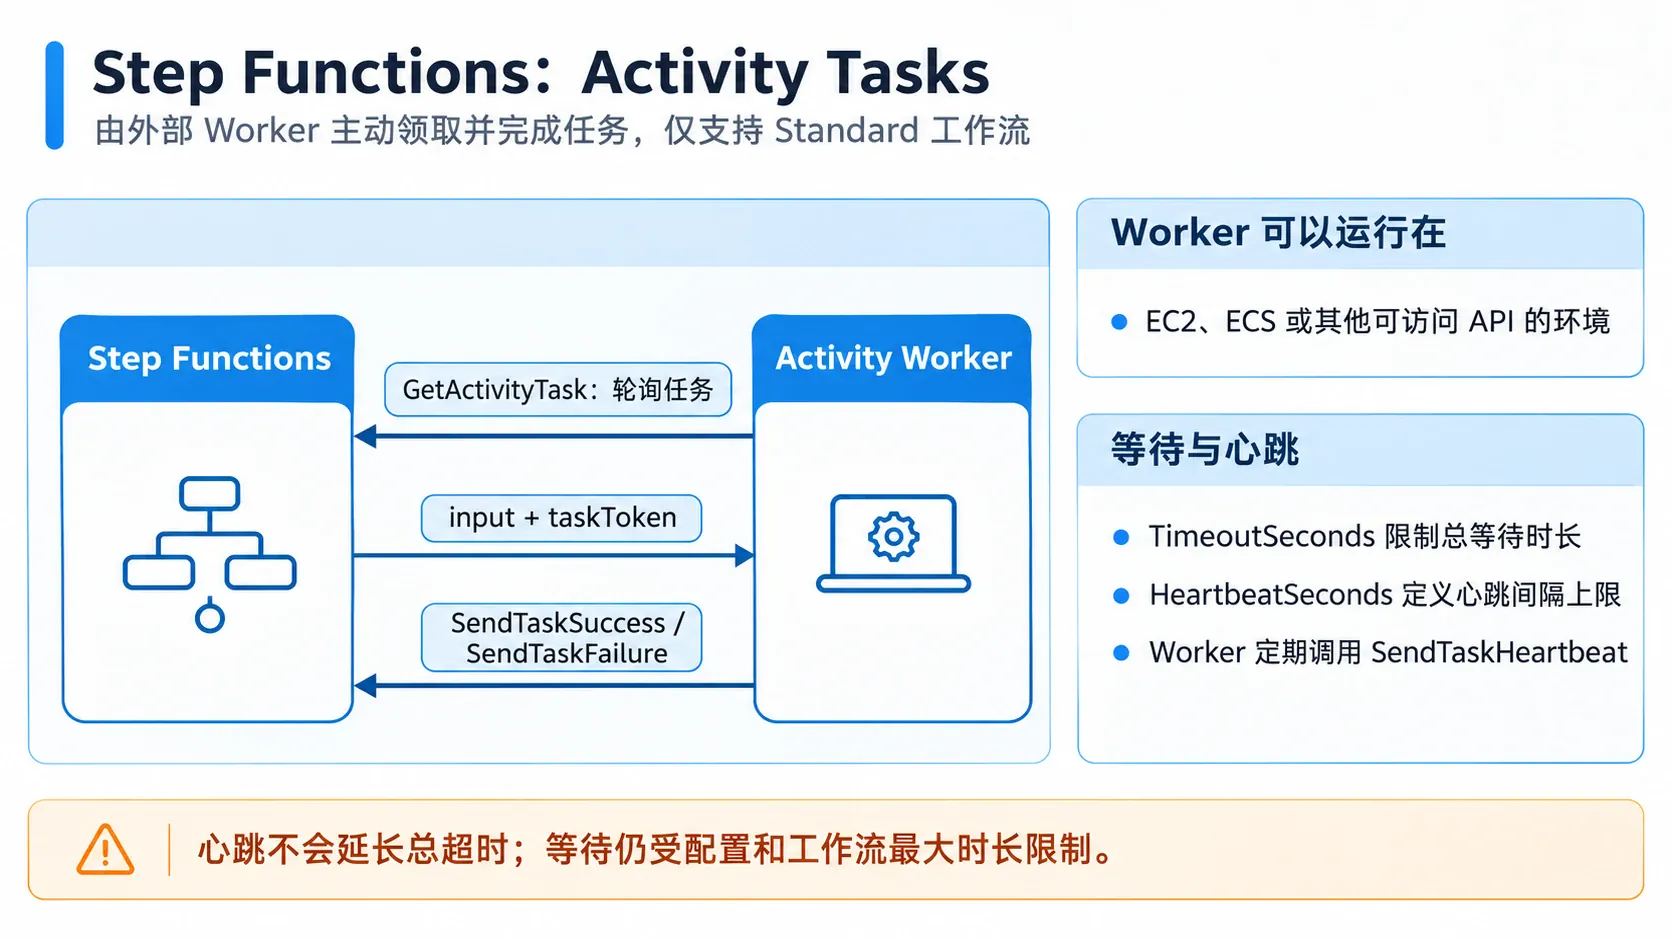 Step Functions：Activity Tasks
由外部 Worker 主动领取并完成任务，仅支持 Standard 工作流
Step Functions
GetActivityTask：轮询任务
input + taskToken
SendTaskSuccess /
SendTaskFailure
Activity Worker
Worker 可以运行在
EC2、ECS 或其他可访问 API 的环境
等待与心跳
TimeoutSeconds 限制总等待时长
HeartbeatSeconds 定义心跳间隔上限
Worker 定期调用 SendTaskHeartbeat
心跳不会延长总超时；等待仍受配置和工作流最大时长限制。